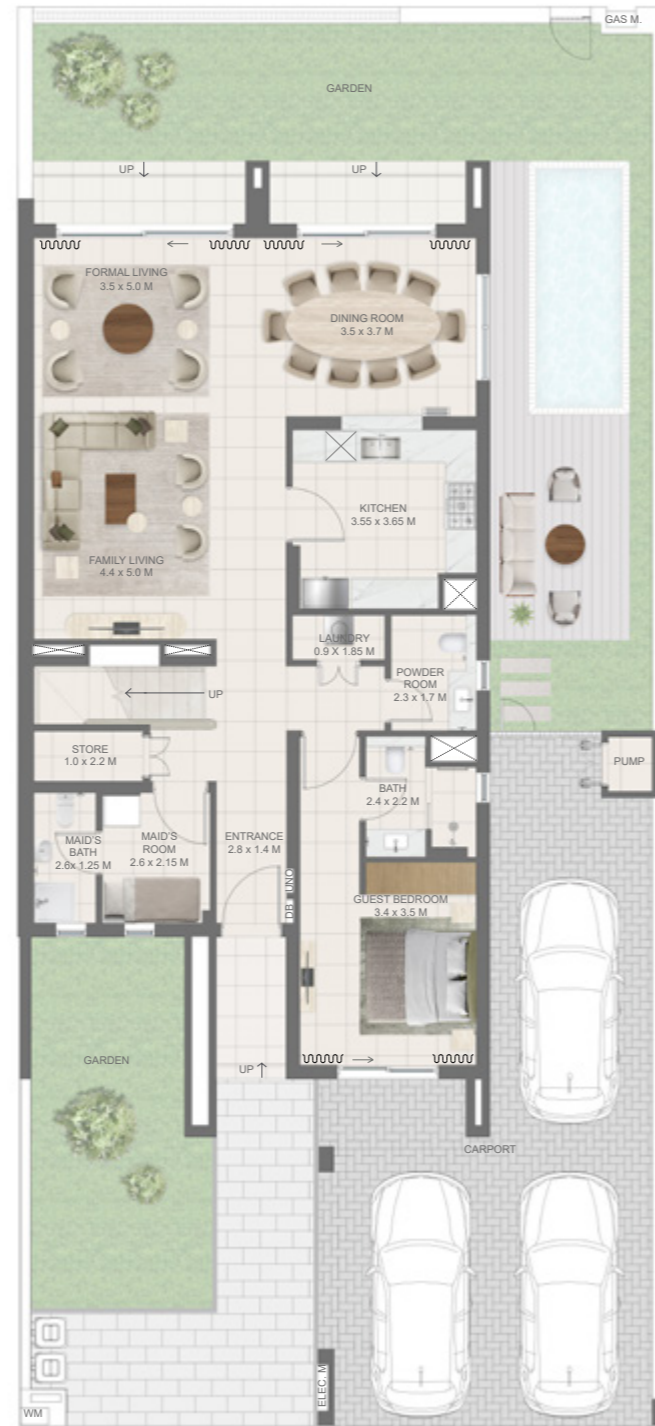 GAS M.
GARDEN
UP
UP
FORMAL LIVING
3.5 x 5.0 M
DINING ROOM
3.5 x 3.7 M
KITCHEN
3.55 x 3.65 M
FAMILY LIVING
4.4 x 5.0 M
LAUNDRY
0.9 X 1.85 M
POWDER
ROOM
2.3 x 1.7 M
UP
STORE
1.0 x 2.2 M
PUMP
BATH
2.4 x 2.2 M
MAID'S
BATH
2.6x 1.25 M
MAID'S
ROOM
2.6 x 2.15 M
ENTRANCE
2.8 x 1.4 M
DB
UNO
GUEST BEDROOM
3.4 x 3.5 M
GARDEN
UP
CARPORT
ELEC. M
WM